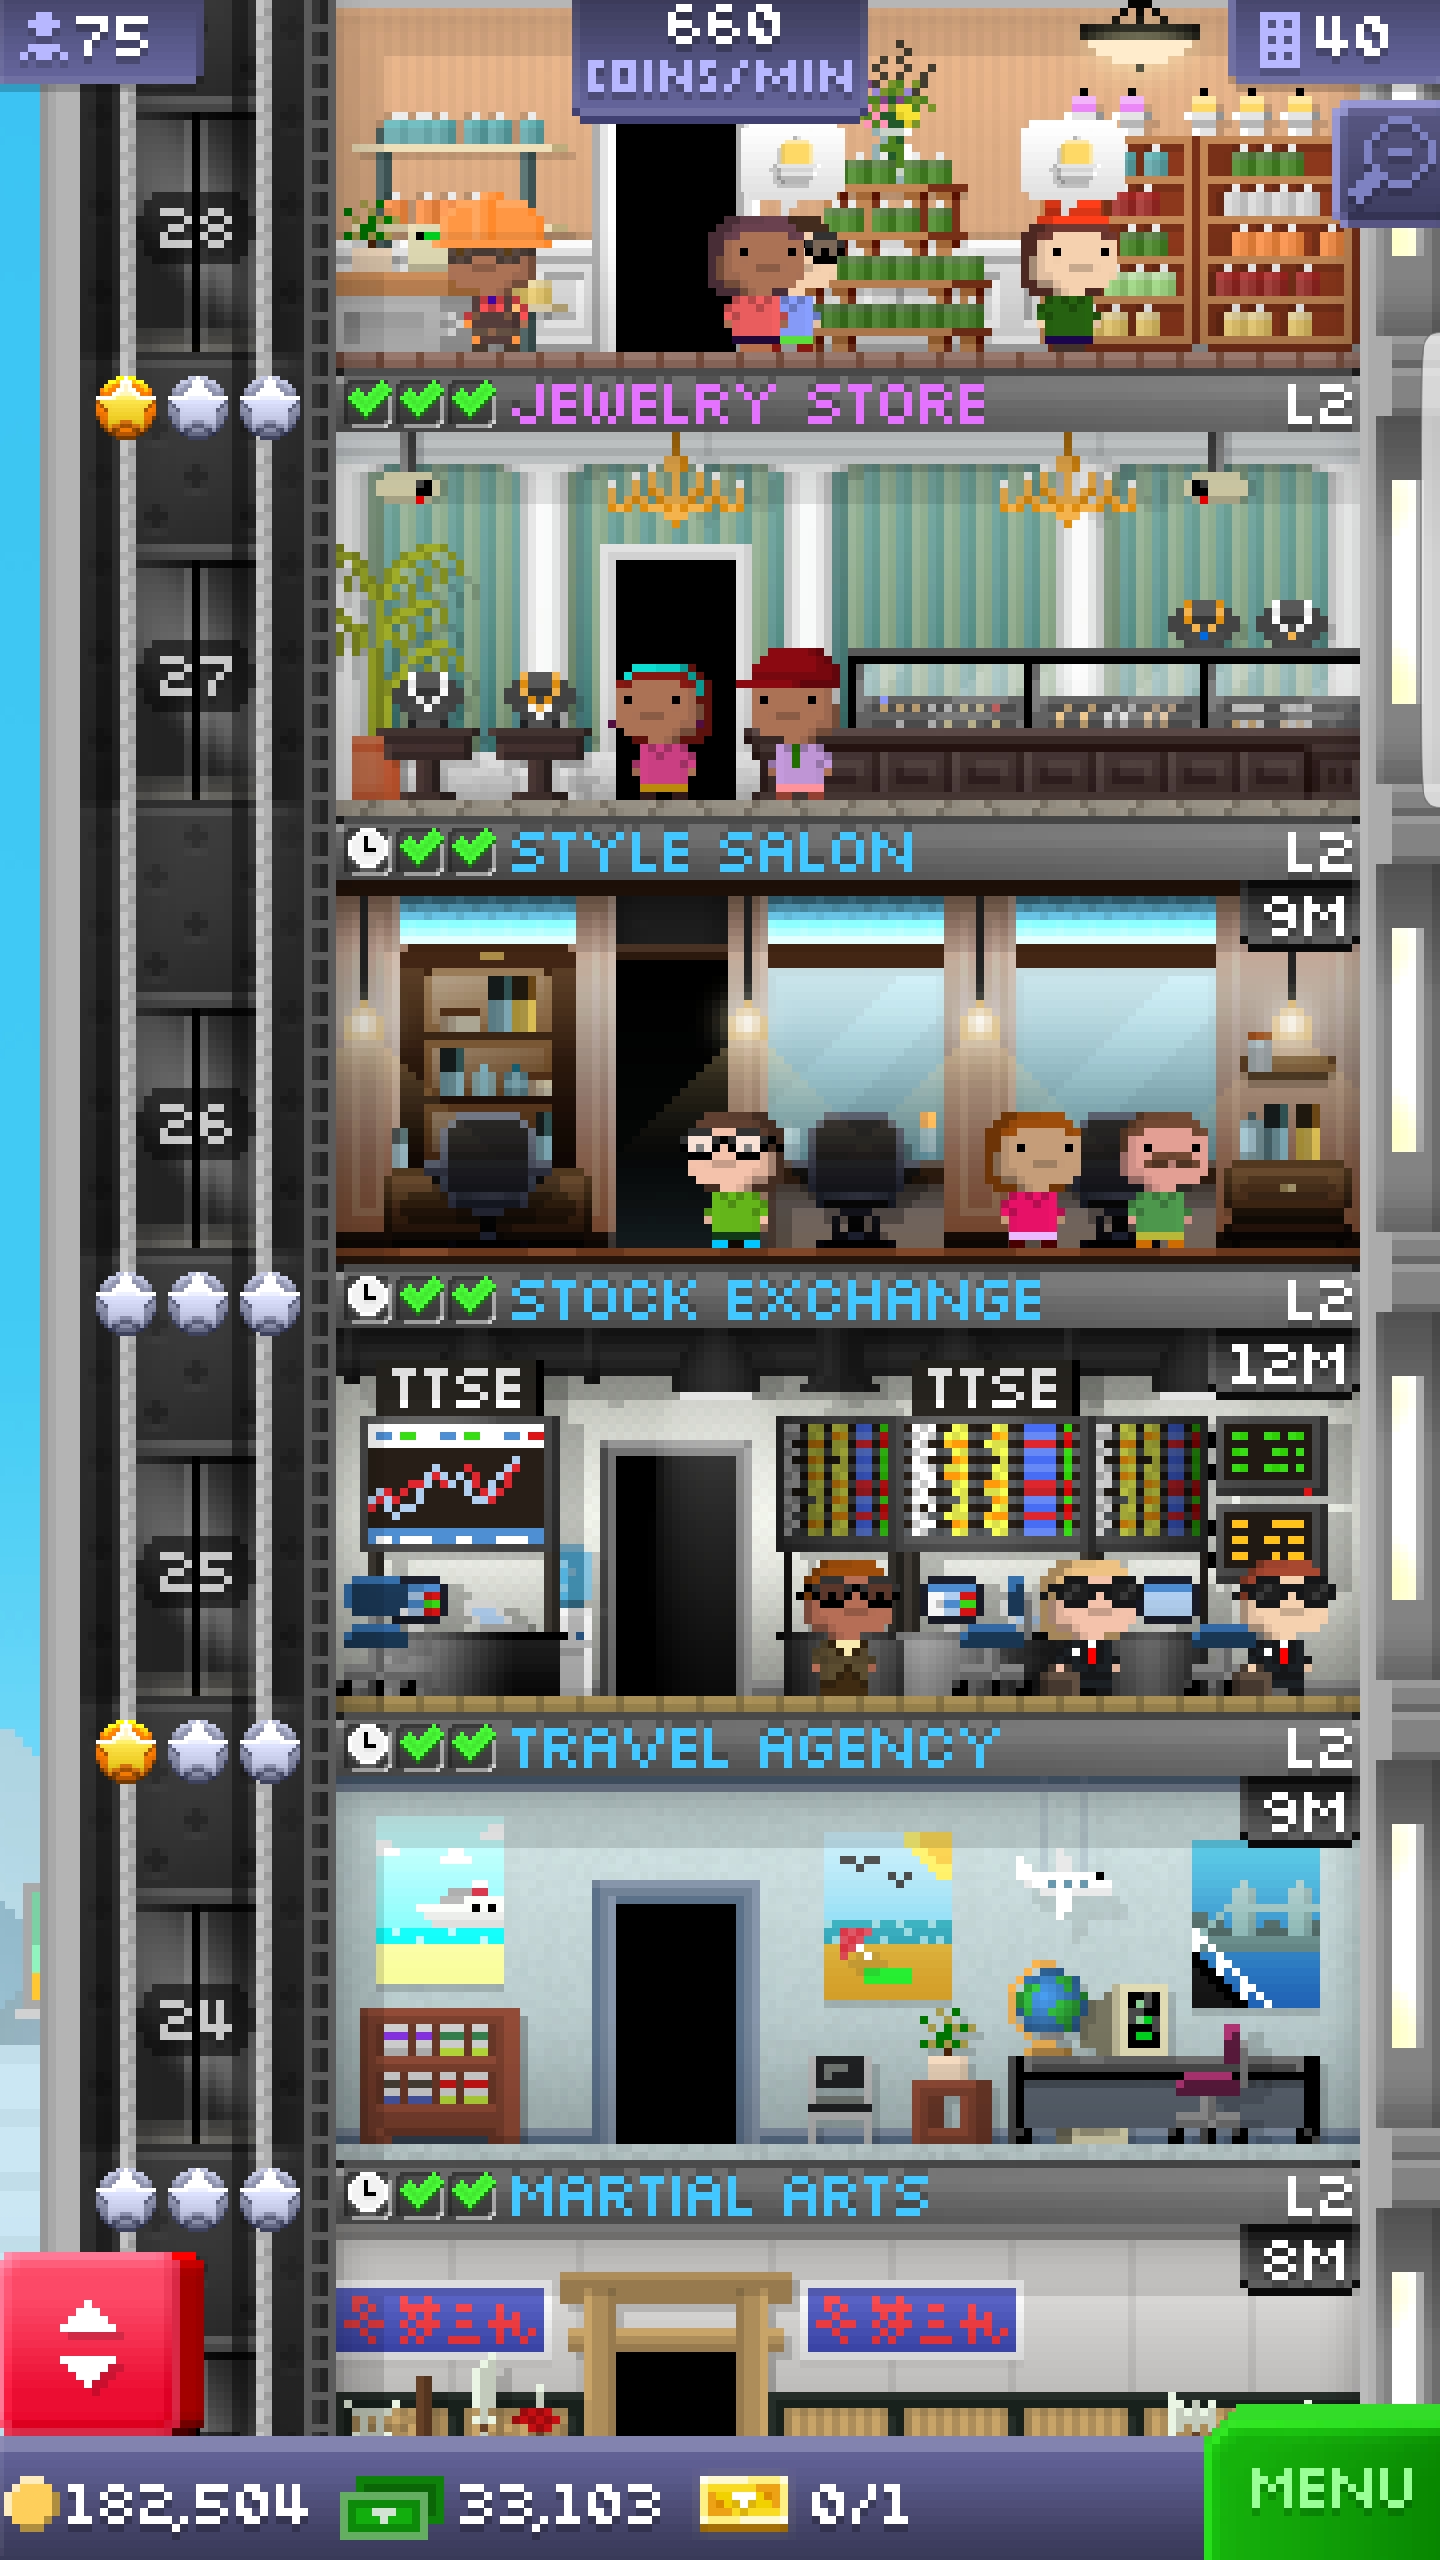 75
660
COINS/MIN
40
28
JEWELRY STORE L2
27
STYLE SALON L2
9M
26
STOCK EXCHANGE L2
12M
TTSE TTSE
25
TRAVEL AGENCY L2
9M
24
MARTIAL ARTS L2
8M
182,504 33,103 0/1
MENU